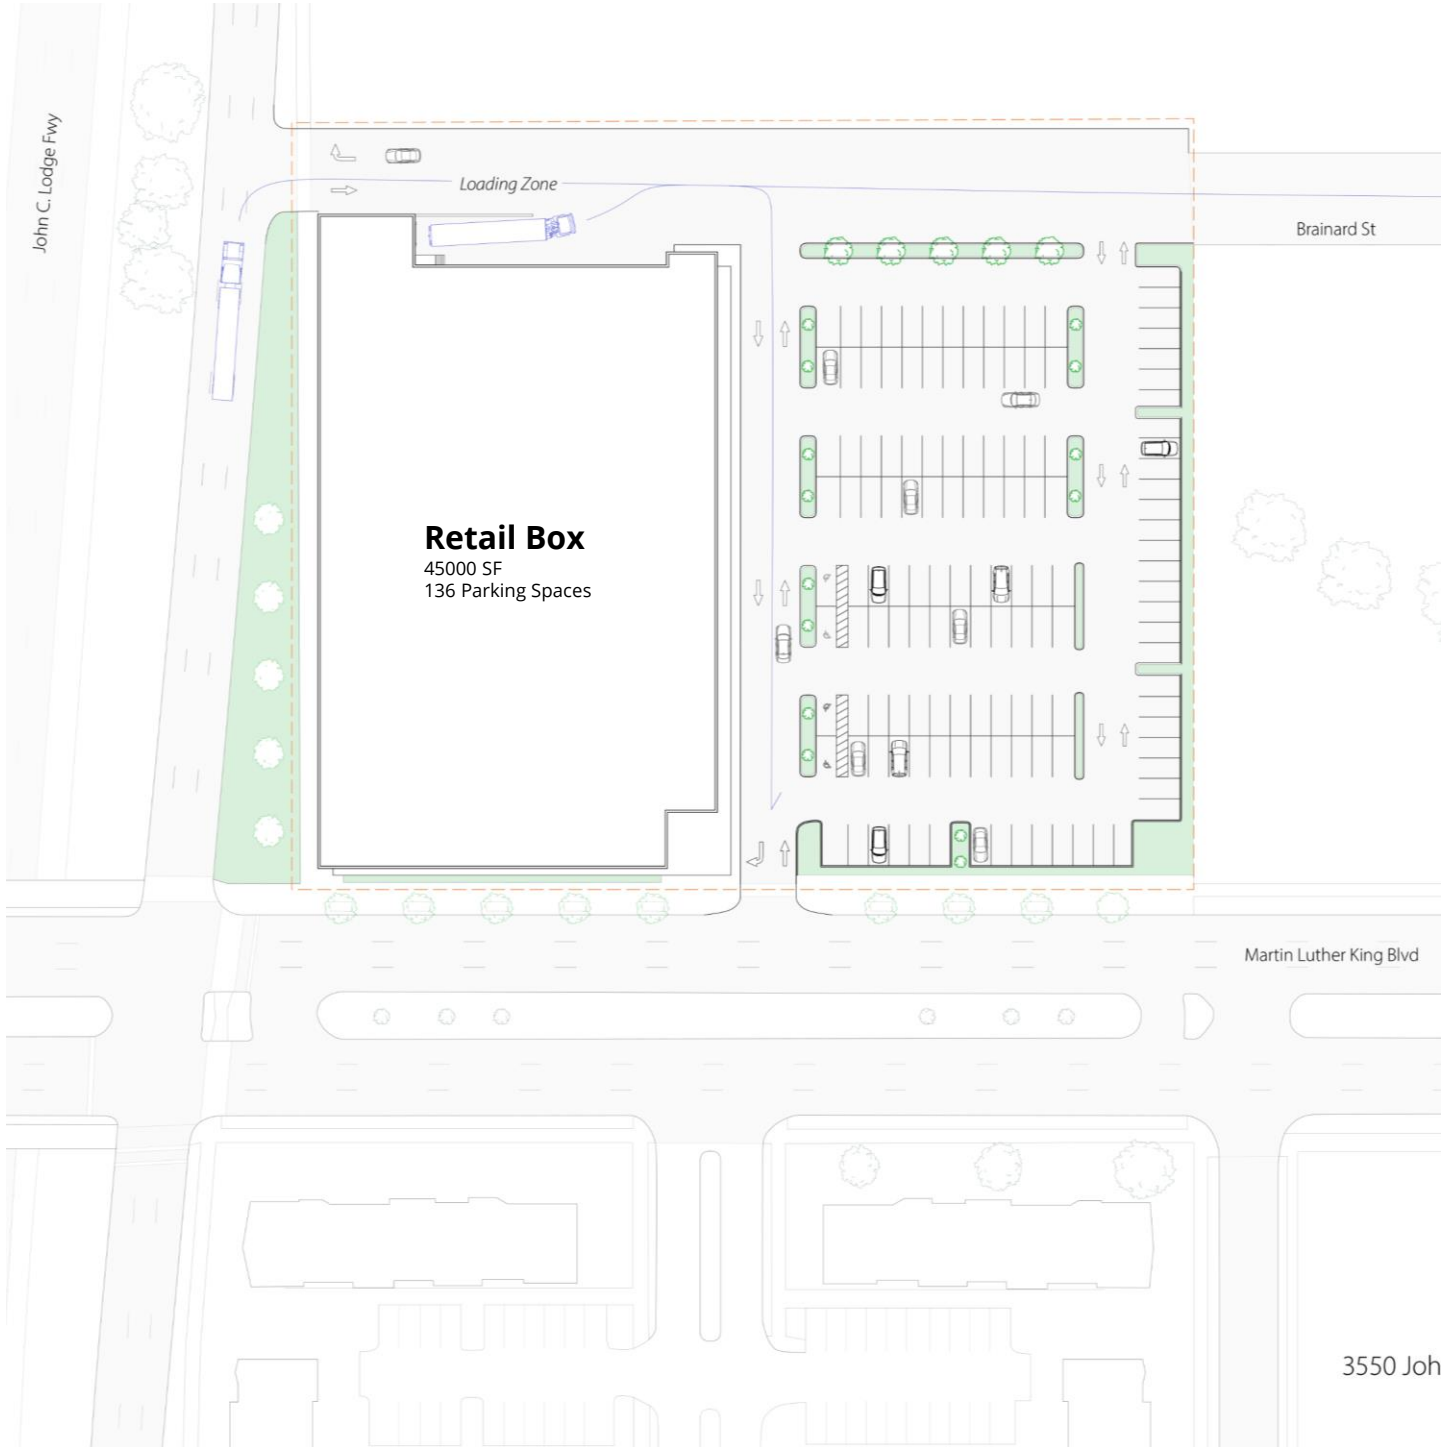 John C. Lodge Fwy
Loading Zone
Brainard St
Retail Box
45000 SF
136 Parking Spaces
Martin Luther King Blvd
3550 Joh